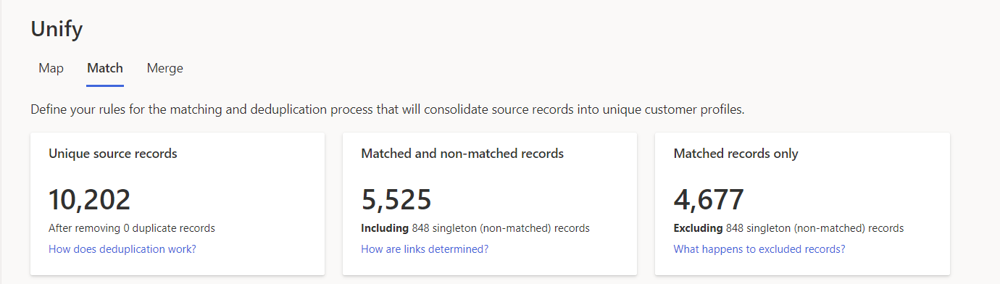 Unify
Map Match Merge
Define your rules for the matching and deduplication process that will consolidate source records into unique customer profiles.
Unique source records
10,202
After removing 0 duplicate records
How does deduplication work?
Matched and non-matched records
5,525
Including 848 singleton (non-matched) records
How are links determined?
Matched records only
4,677
Excluding 848 singleton (non-matched) records
What happens to excluded records?